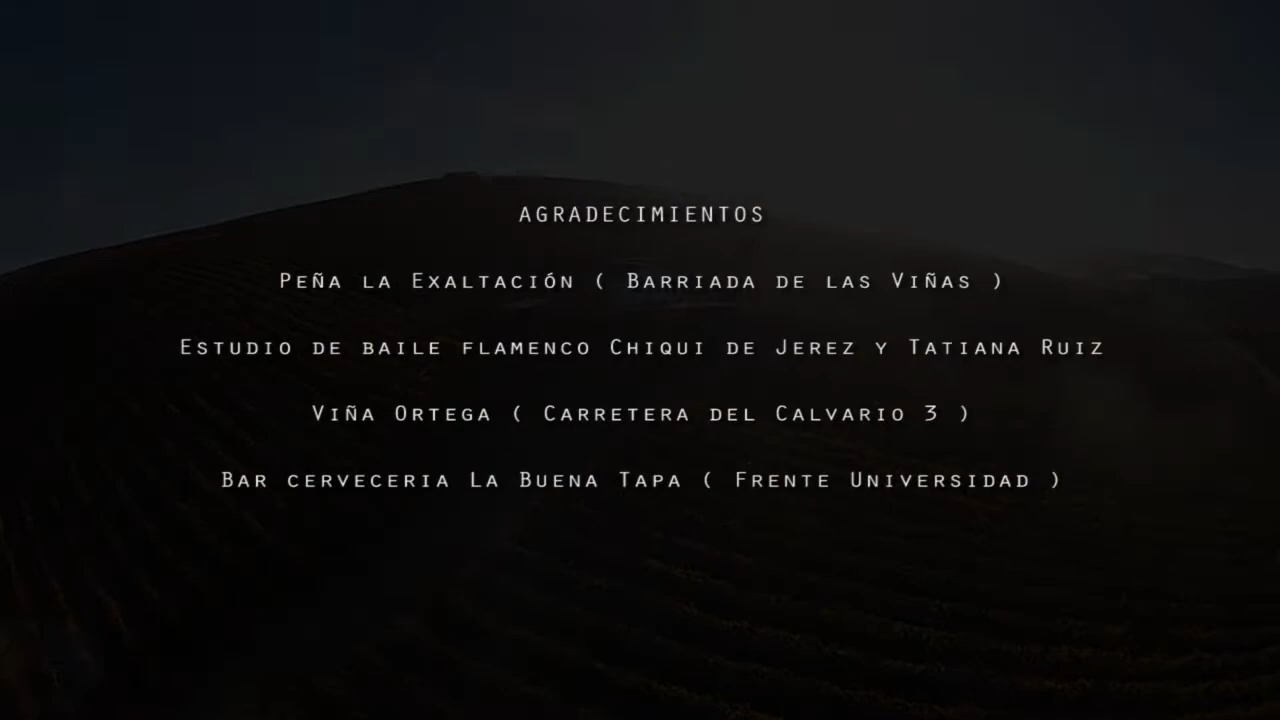 AGRADECIMIENTOS
Peña la Exaltación ( Barriada de las Viñas )
Estudio de baile flamenco Chiqui de Jerez y Tatiana Ruiz
Viña Ortega ( Carretera del Calvario 3 )
Bar cerveceria La Buena Tapa ( Frente Universidad )